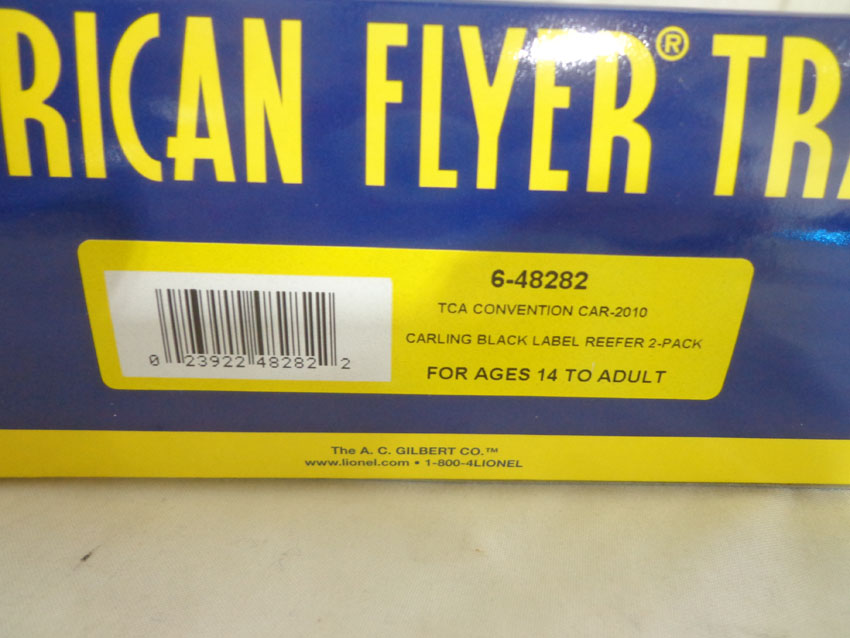 RICAN FLYER® TRA
6-48282
TCA CONVENTION CAR-2010
CARLING BLACK LABEL REEFER 2-PACK
FOR AGES 14 TO ADULT
0 23922 48282 2
The A. C. GILBERT CO.™
www.lionel.com • 1-800-4LIONEL